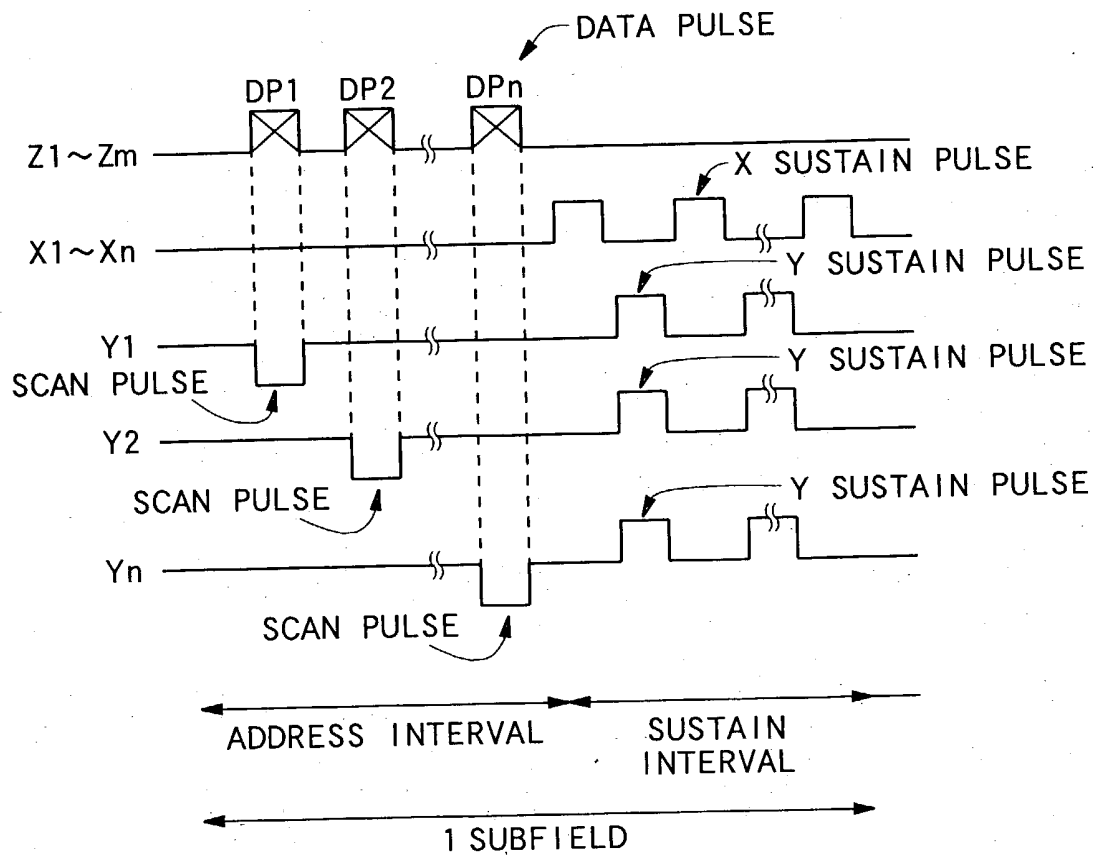 DATA PULSE
DP1 DP2 DPn
Z1~Zm
X SUSTAIN PULSE
X1~Xn
Y SUSTAIN PULSE
Y1
Y SUSTAIN PULSE
SCAN PULSE
Y2
Y SUSTAIN PULSE
SCAN PULSE
Yn
SCAN PULSE
ADDRESS INTERVAL
SUSTAIN
INTERVAL
1 SUBFIELD